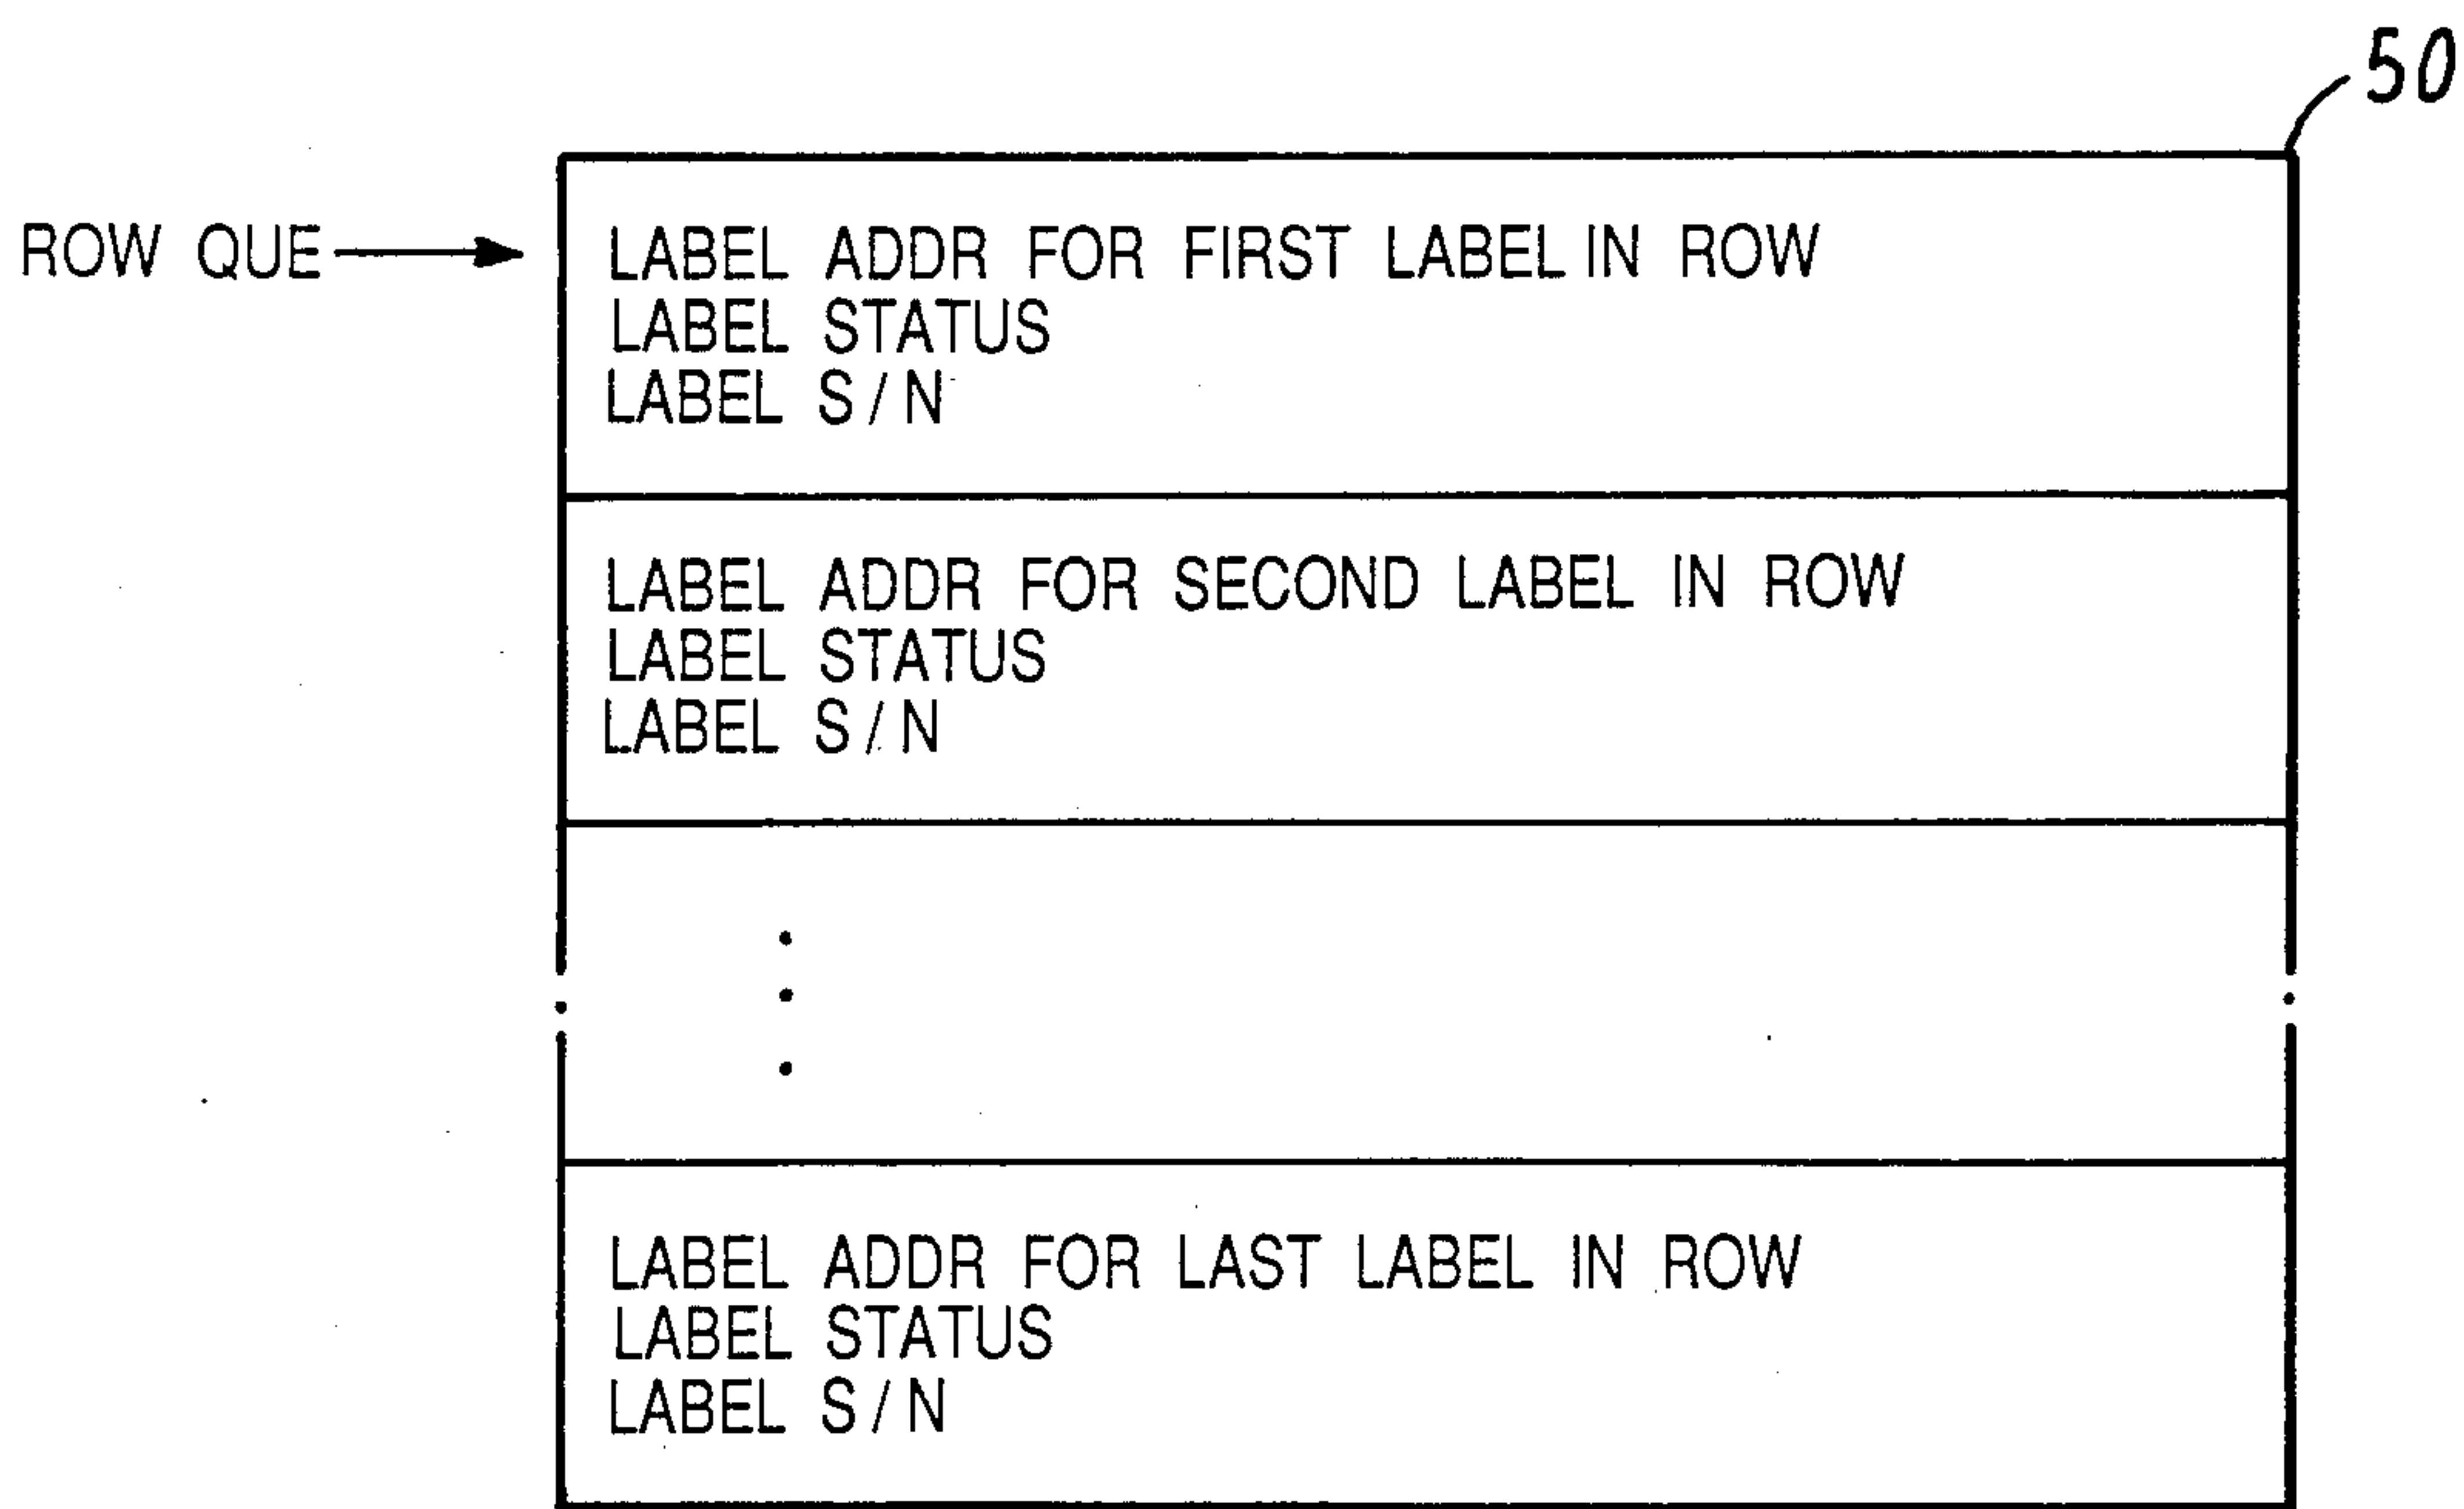 50
ROW QUE
LABEL ADDR FOR FIRST LABEL IN ROW
LABEL STATUS
LABEL S/N
LABEL ADDR FOR SECOND LABEL IN ROW
LABEL STATUS
LABEL S/N
LABEL ADDR FOR LAST LABEL IN ROW
LABEL STATUS
LABEL S/N